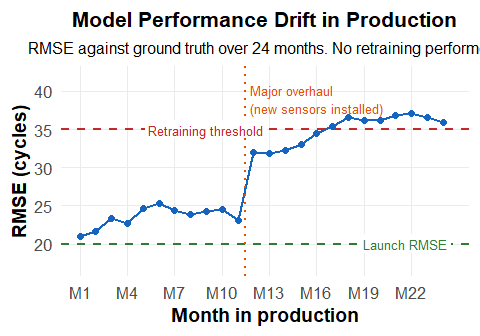 Model Performance Drift in Production
RMSE against ground truth over 24 months. No retraining perform
Major overhaul
(new sensors installed)
Retraining threshold
Launch RMSE
RMSE (cycles)
40
35
30
25
20
M1 M4 M7 M10 M13 M16 M19 M22
Month in production